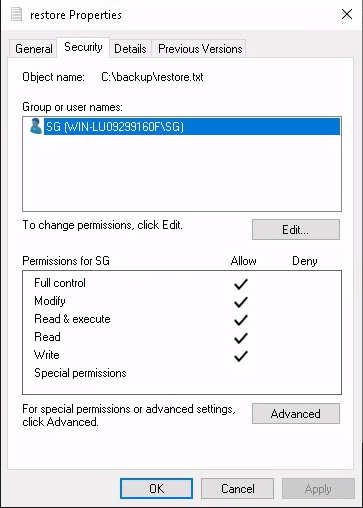 restore Properties
General Security Details Previous Versions
Object name: C:\backup\restore.txt
Group or user names:
SG (WIN-LU09299160F\SG)
To change permissions, click Edit.
Edit...
Permissions for SG Allow Deny
Full control
Modify
Read & execute
Read
Write
Special permissions
For special permissions or advanced settings,
click Advanced.
Advanced
OK Cancel Apply